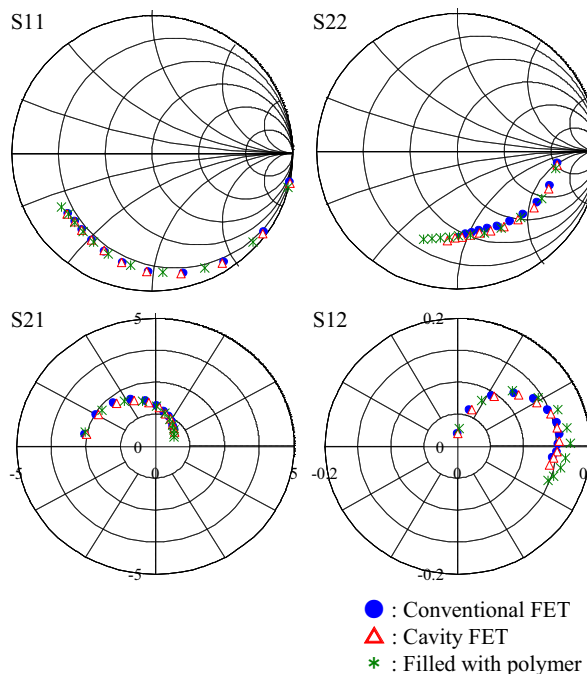 S11
S22
S21
5
-5
0
5
-5
S12
0.2
-0.2
0
0
-0.2
: Conventional FET
: Cavity FET
: Filled with polymer